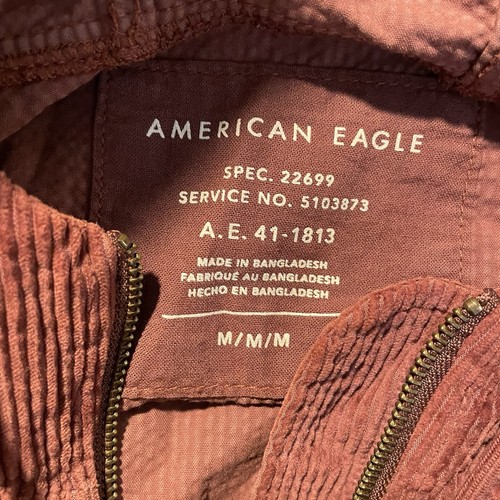 AMERICAN EAGLE
SPEC. 22699
SERVICE NO. 5103873
A.E. 41-1813
MADE IN BANGLADESH
FABRIQUÉ AU BANGLADESH
HECHO EN BANGLADESH
M/M/M